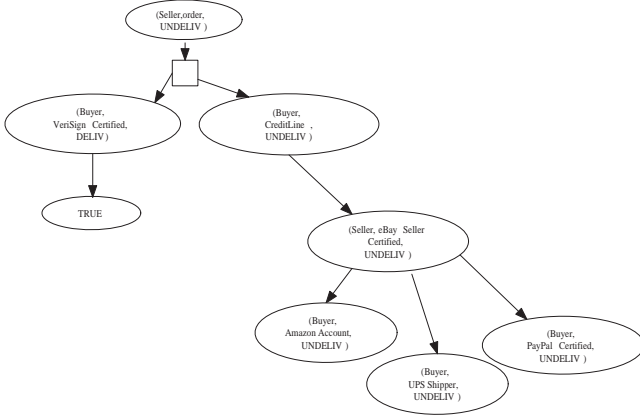 (Seller,order,
UNDELIV )
(Buyer,
VeriSign Certified,
DELIV )
(Buyer,
CreditLine ,
UNDELIV )
TRUE
(Seller, eBay Seller
Certified,
UNDELIV )
(Buyer,
Amazon Account,
UNDELIV )
(Buyer,
UPS Shipper,
UNDELIV )
(Buyer,
PayPal Certified,
UNDELIV )